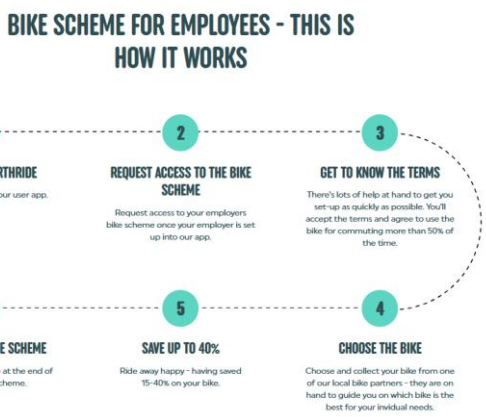 BIKE SCHEME FOR EMPLOYEES - THIS IS
HOW IT WORKS
2
3
RTHRIDE
our user app.
REQUEST ACCESS TO THE BIKE
SCHEME
Request access to your employers
bike scheme once your employer is set
up into our app.
GET TO KNOW THE TERMS
There's lots of help at hand to get you
set-up as quickly as possible. You'll
accept the terms and agree to use the
bike for commuting more than 50% of
the time.
5
4
E SCHEME
at the end of
cheme.
SAVE UP TO 40%
Ride away happy - having saved
15-40% on your bike.
CHOOSE THE BIKE
Choose and collect your bike from one
of our local bike partners - they are on
hand to guide you on which bike is the
best for your invidual needs.